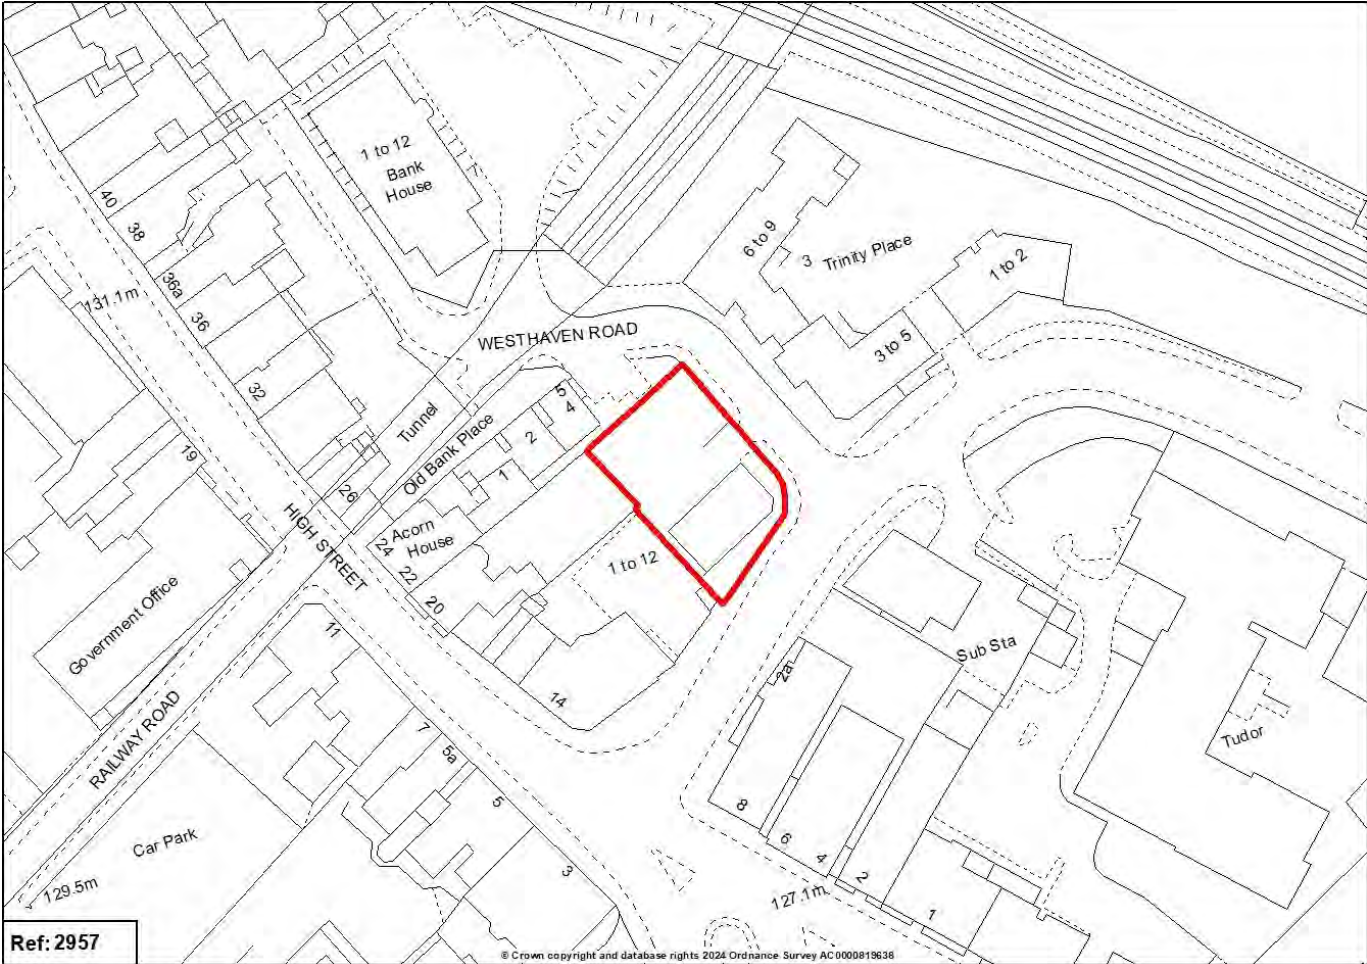 1 to 12
Bank
House
40
38
36a
131.1m
36
32
6 to 9
3
Trinity Place
1 to 2
3 to 5
WESTHAVEN ROAD
5
4
2
1
Tunnel
Old Bank Place
19
26
HIGH STREET
Acorn
House
24
22
20
1 to 12
Government Office
11
14
RAILWAY ROAD
7
5a
5
3
Car Park
129.5m
Sub Sta
2a
Tudor
8
6
4
2
1
127.1m
Ref: 2957
© Crown copyright and database rights 2024 Ordnance Survey AC0000819636